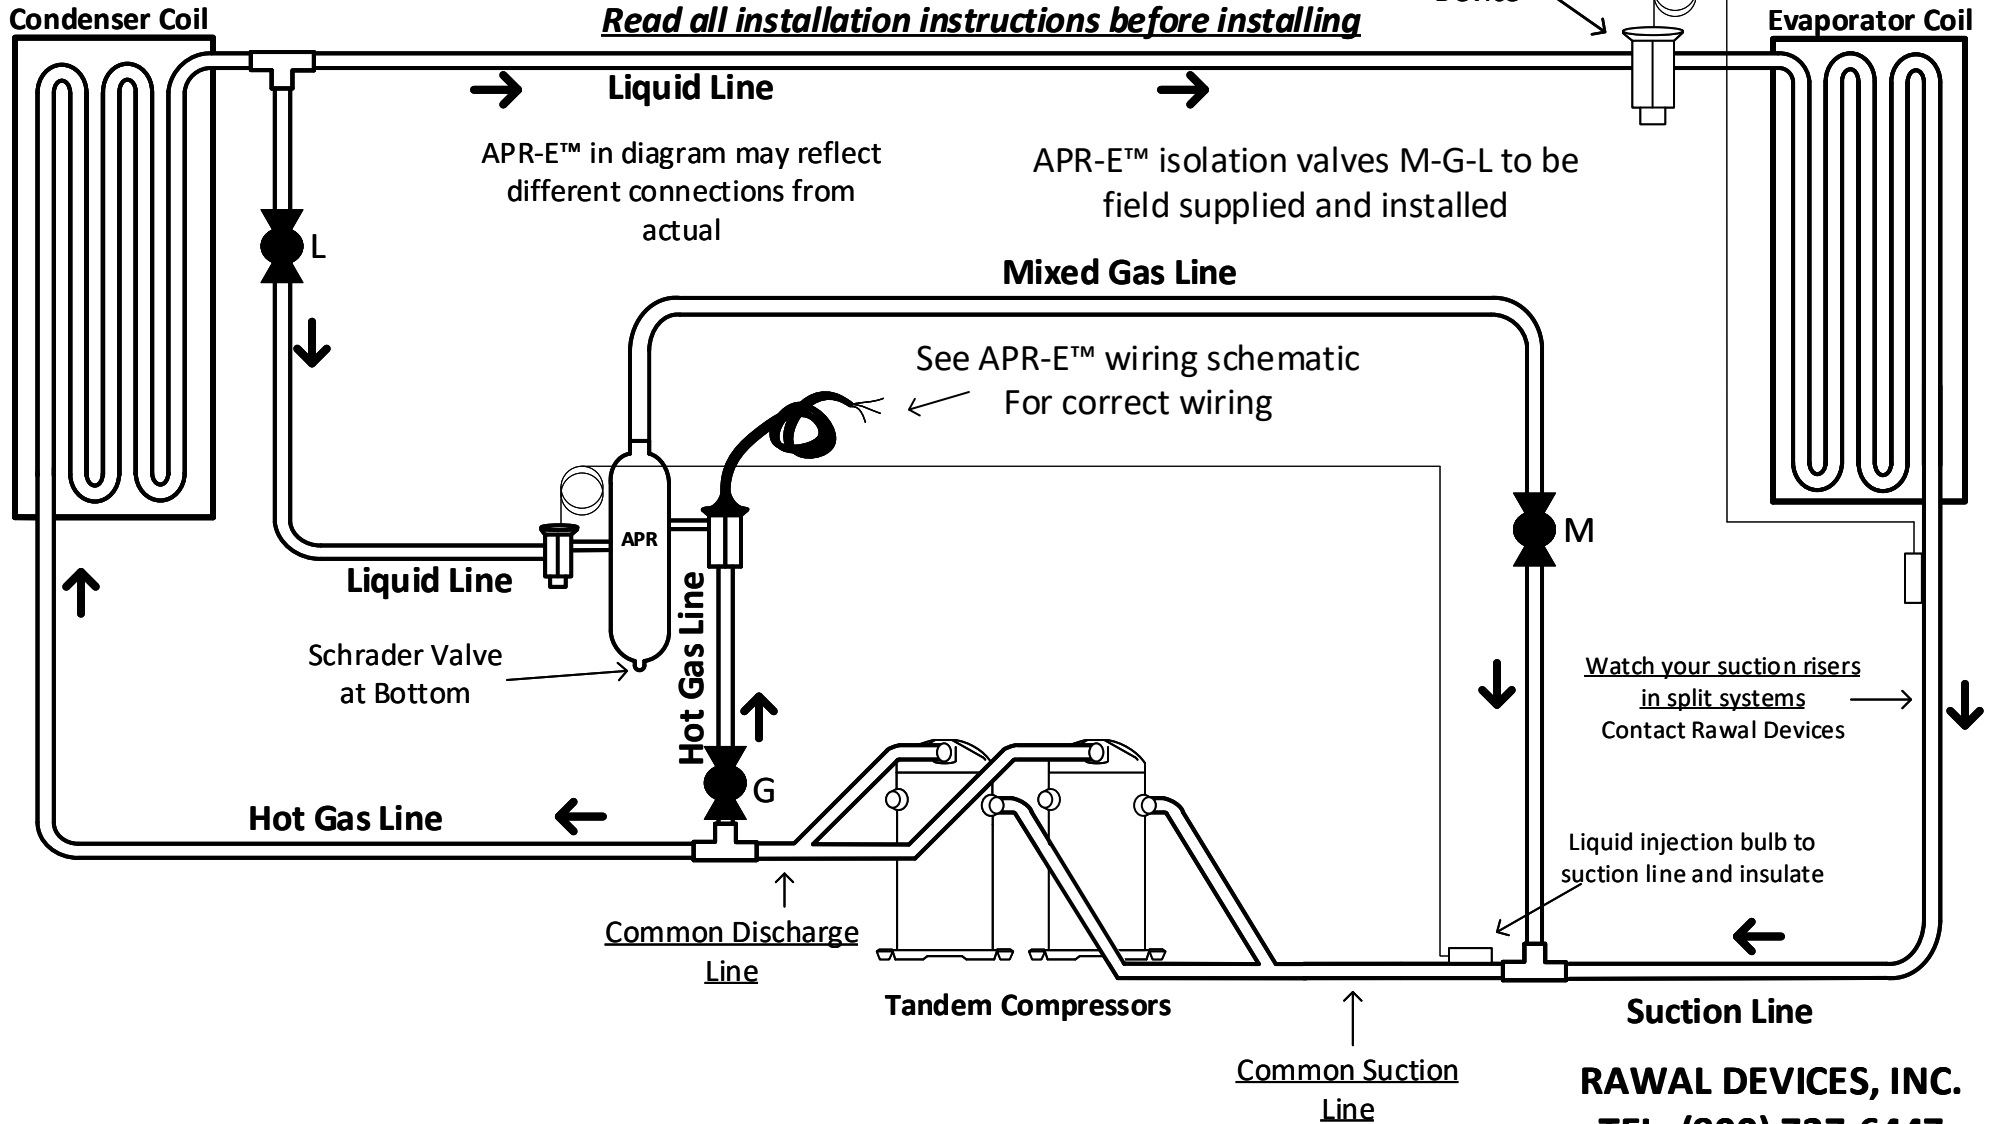 Condenser Coil
Read all installation instructions before installing
Evaporator Coil
Liquid Line
APR-E™ in diagram may reflect
different connections from
actual
APR-E™ isolation valves M-G-L to be
field supplied and installed
L
Mixed Gas Line
See APR-E™ wiring schematic
For correct wiring
M
APR
Liquid Line
Hot Gas Line
Schrader Valve
at Bottom
Watch your suction risers
in split systems
Contact Rawal Devices
G
Hot Gas Line
Liquid injection bulb to
suction line and insulate
Common Discharge
Line
Tandem Compressors
Suction Line
Common Suction
Line
RAWAL DEVICES, INC.